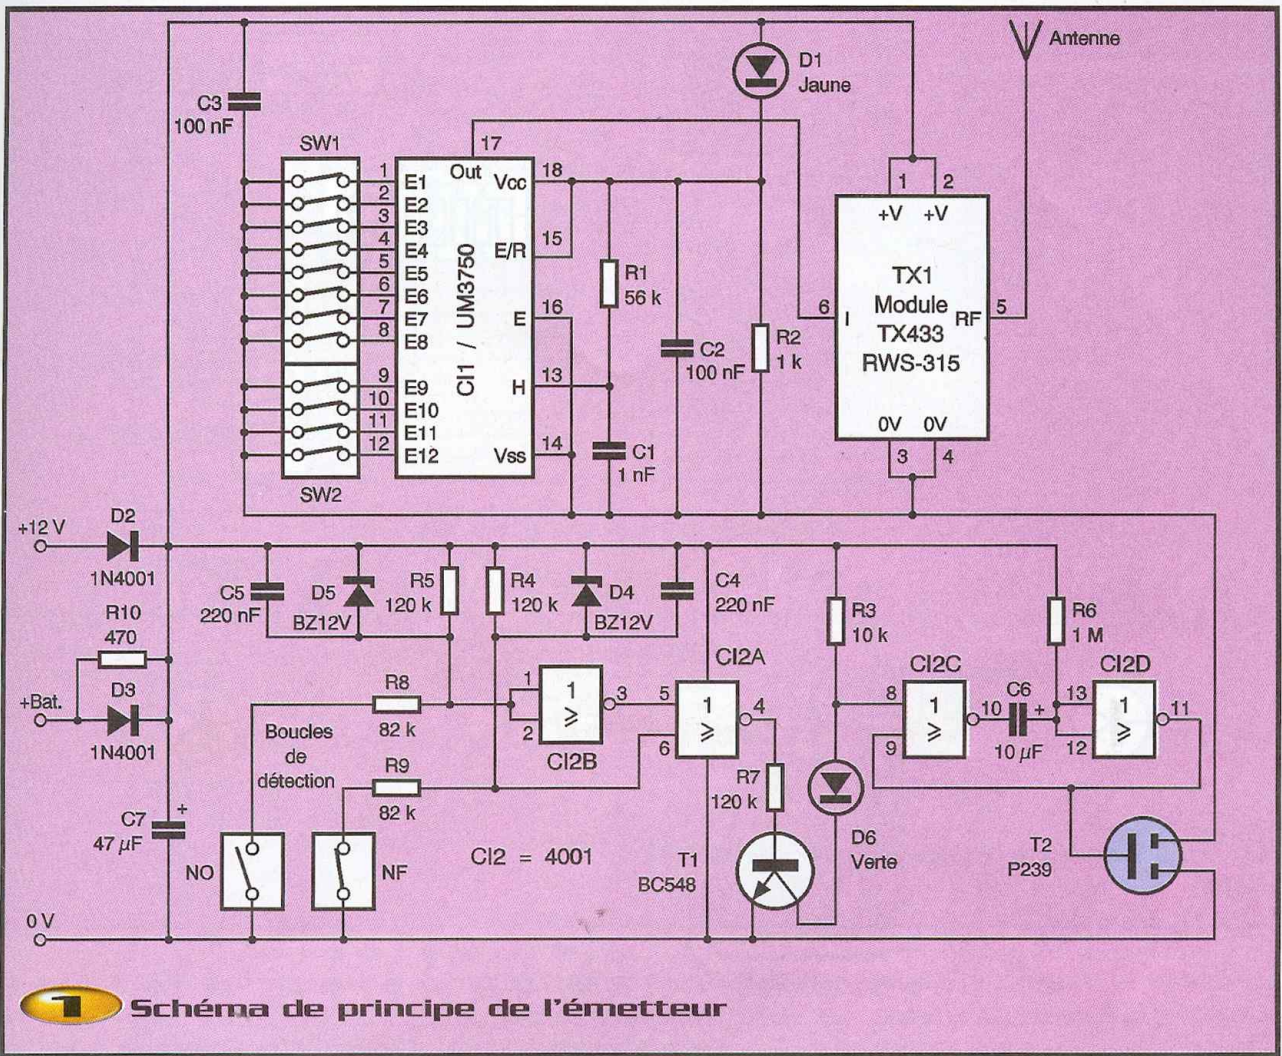 Antenne
D1
Jaune
C3
100 nF
SW1
17
Out
1
2
3
4
5
6
7
8
9
10
11
12
E1
E2
E3
E4
E5
E6
E7
E8
E9
E10
E11
E12
CI1 / UM3750
Vcc
E/R
E
H
Vss
18
15
16
13
14
SW2
R1
56 k
C1
1 nF
C2
100 nF
R2
1 k
1 2
+V +V
TX1
Module
TX433
RWS-315
6
I
RF
5
0V 0V
3 4
+12 V
D2
1N4001
R10
470
+Bat.
D3
1N4001
C7
+
47 µF
0 V
C5
220 nF
D5
BZ12V
R5
120 k
R4
120 k
D4
BZ12V
C4
220 nF
R3
10 k
R6
1 M
R8
82 k
R9
82 k
Boucles
de
détection
NO
NF
1
2
1
≥
3
CI2B
CI2A
5
6
1
≥
4
R7
120 k
T1
BC548
D6
Verte
CI2C
8
9
1
≥
10
C6
+
10 µF
CI2D
13
12
1
≥
11
T2
P239
CI2 = 4001
1 Schéma de principe de l'émetteur